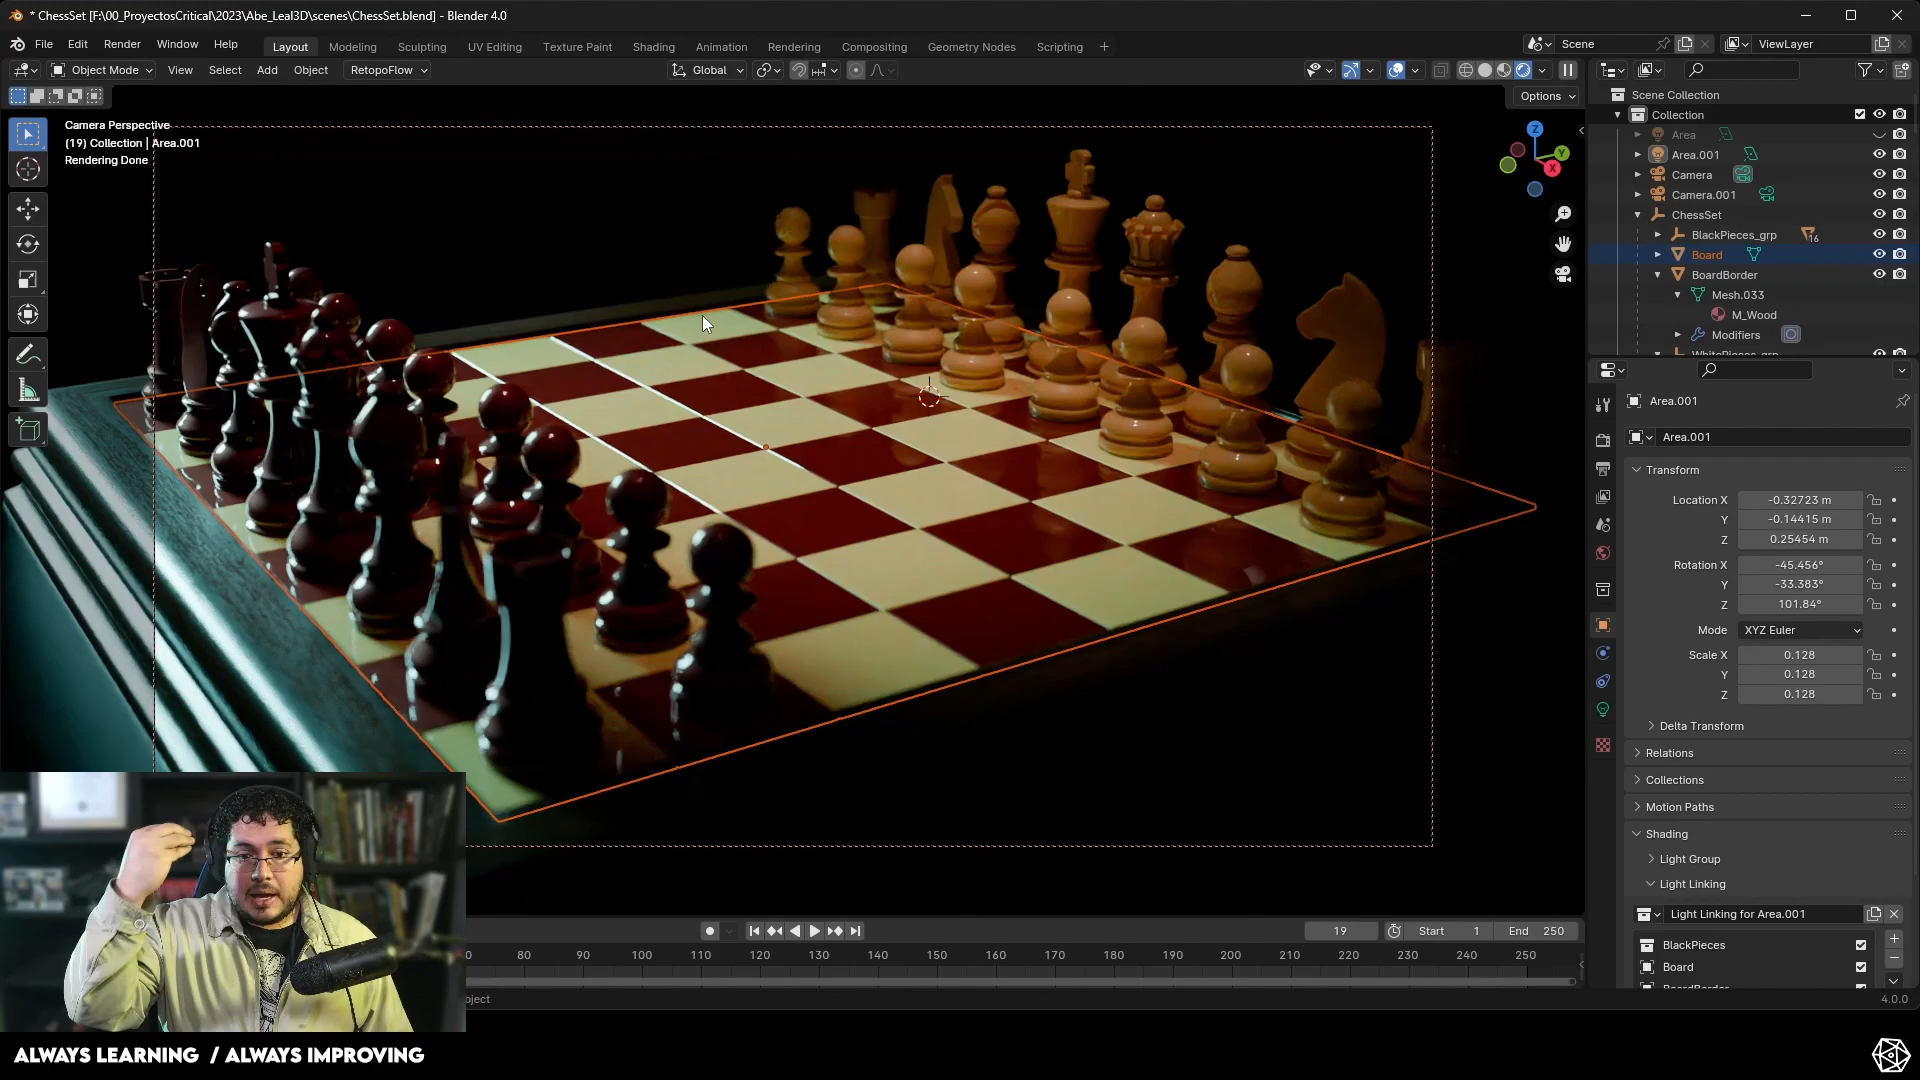 * ChessSet [F:\00_ProyectosCritical\2023\Abe_Leal3D\scenes\ChessSet.blend] - Blender 4.0
File Edit Render Window Help Layout Modeling Sculpting UV Editing Texture Paint Shading Animation Rendering Compositing Geometry Nodes Scripting + Scene ViewLayer
Object Mode View Select Add Object RetopoFlow Global
Options
Camera Perspective
(19) Collection | Area.001
Rendering Done
Z
Y
X
Scene Collection
Collection
Area
Area.001
Camera
Camera.001
ChessSet
BlackPieces_grp 16
Board
BoardBorder
Mesh.033
M_Wood
Modifiers
WhitePieces_grp
Area.001
Area.001
Transform
Location X -0.32723 m
Y -0.14415 m
Z 0.25454 m
Rotation X -45.456°
Y -33.383°
Z 101.84°
Mode XYZ Euler
Scale X 0.128
Y 0.128
Z 0.128
Delta Transform
Relations
Collections
Motion Paths
Shading
Light Group
Light Linking
Light Linking for Area.001
BlackPieces
Board
BoardBorder
19 Start 1 End 250
80 90 100 110 120 130 140 150 160 170 180 190 200 210 220 230 240 250
oject
4.0.0
ALWAYS LEARNING / ALWAYS IMPROVING